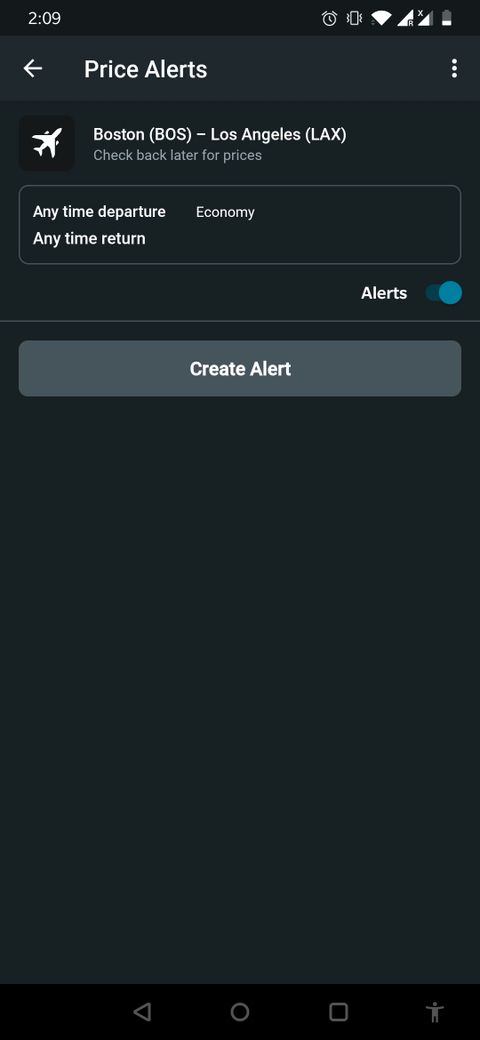 2:09
Price Alerts
Boston (BOS) – Los Angeles (LAX)
Check back later for prices
Any time departure Economy
Any time return
Alerts
Create Alert